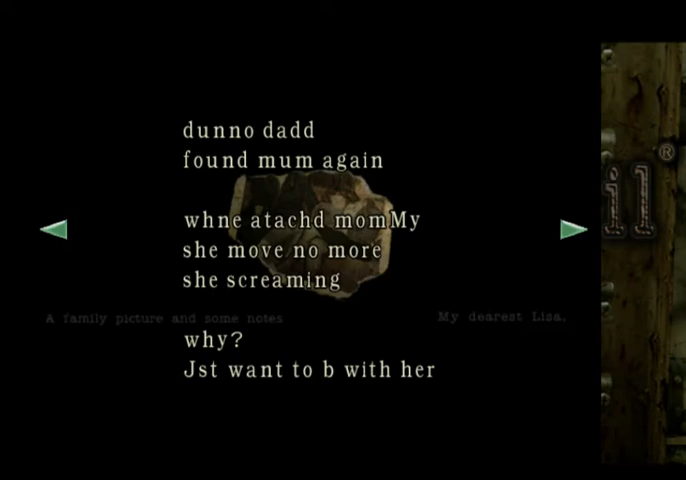 dunno dadd
found mum again
whne atachd momMy
she move no more
she screaming
A family picture and some notes
My dearest Lisa,
why?
Jst want to b with her
il®